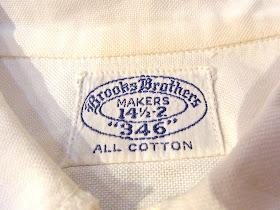 Brooks Brothers
MAKERS
14½-2
"346"
ALL COTTON